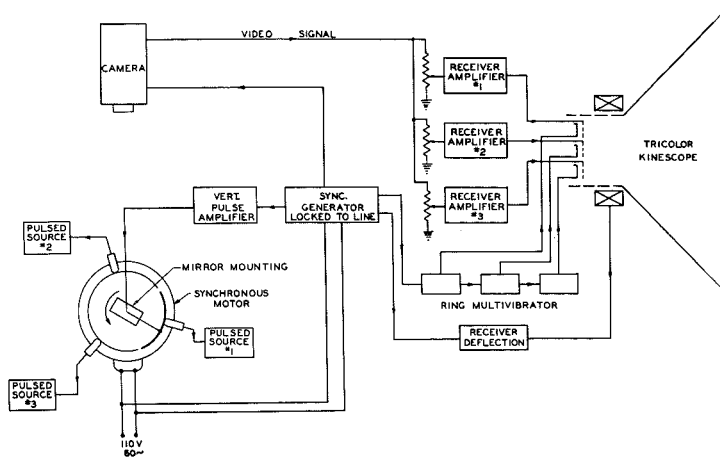 VIDEO SIGNAL
CAMERA
RECEIVER
AMPLIFIER
#1
RECEIVER
AMPLIFIER
#2
RECEIVER
AMPLIFIER
#3
TRICOLOR
KINESCOPE
VERT.
PULSE
AMPLIFIER
SYNC.
GENERATOR
LOCKED TO LINE
PULSED
SOURCE
#2
MIRROR MOUNTING
SYNCHRONOUS
MOTOR
RING MULTIVIBRATOR
RECEIVER
DEFLECTION
PULSED
SOURCE
#1
PULSED
SOURCE
#3
110V
60~